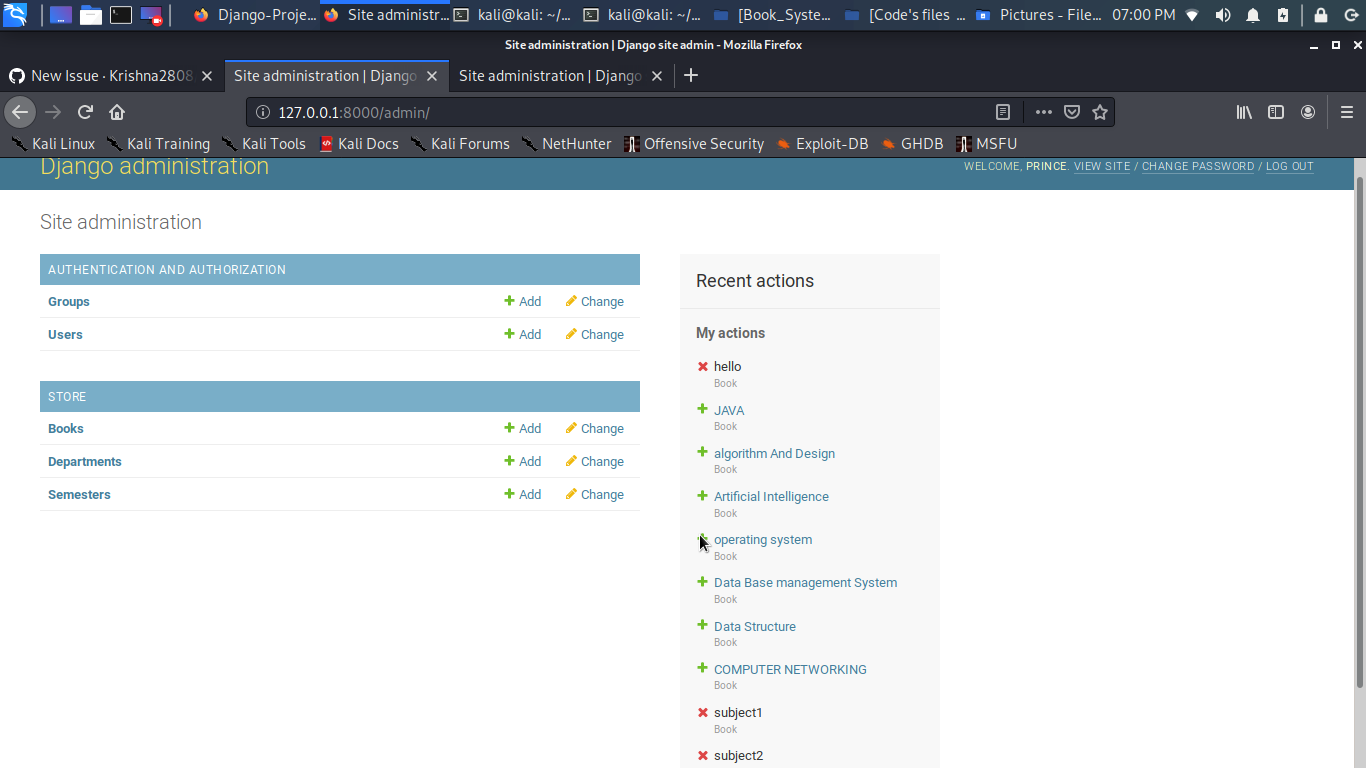 Django-Proje...
Site administr...
kali@kali: ~/...
kali@kali: ~/...
[Book_Syste...
[Code's files ...
Pictures - File...
07:00 PM
Site administration | Django site admin - Mozilla Firefox
New Issue · Krishna2808
Site administration | Django
Site administration | Django
127.0.0.1:8000/admin/
Kali Linux
Kali Training
Kali Tools
Kali Docs
Kali Forums
NetHunter
Offensive Security
Exploit-DB
GHDB
MSFU
Django administration
WELCOME, PRINCE. VIEW SITE / CHANGE PASSWORD / LOG OUT
Site administration
AUTHENTICATION AND AUTHORIZATION
Groups Add Change
Users Add Change
STORE
Books Add Change
Departments Add Change
Semesters Add Change
Recent actions
My actions
hello
Book
JAVA
Book
algorithm And Design
Book
Artificial Intelligence
Book
operating system
Book
Data Base management System
Book
Data Structure
Book
COMPUTER NETWORKING
Book
subject1
Book
subject2